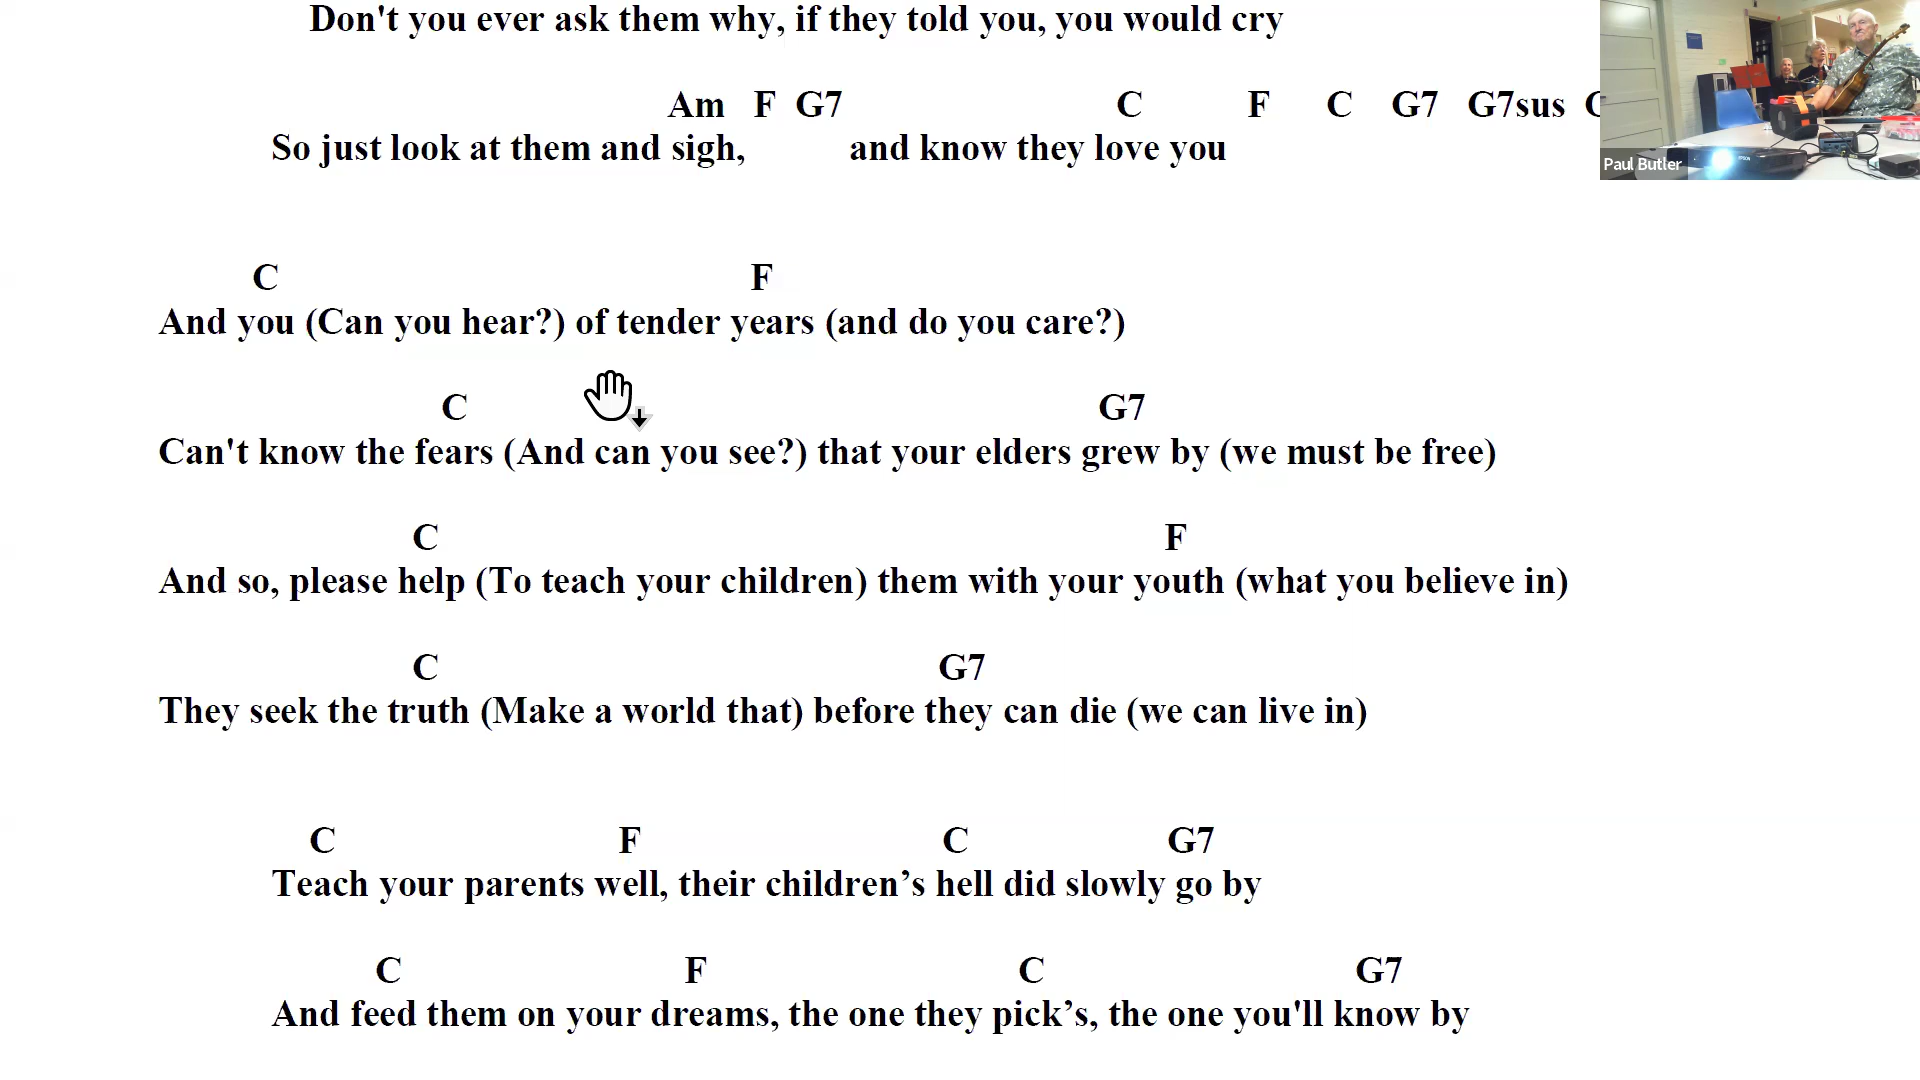 Don't you ever ask them why, if they told you, you would cry
Am F G7 C F C G7 G7sus
So just look at them and sigh, and know they love you
Paul Butler
C F
And you (Can you hear?) of tender years (and do you care?)
C G7
Can't know the fears (And can you see?) that your elders grew by (we must be free)
C F
And so, please help (To teach your children) them with your youth (what you believe in)
C G7
They seek the truth (Make a world that) before they can die (we can live in)
C F C G7
Teach your parents well, their children’s hell did slowly go by
C F C G7
And feed them on your dreams, the one they pick’s, the one you'll know by